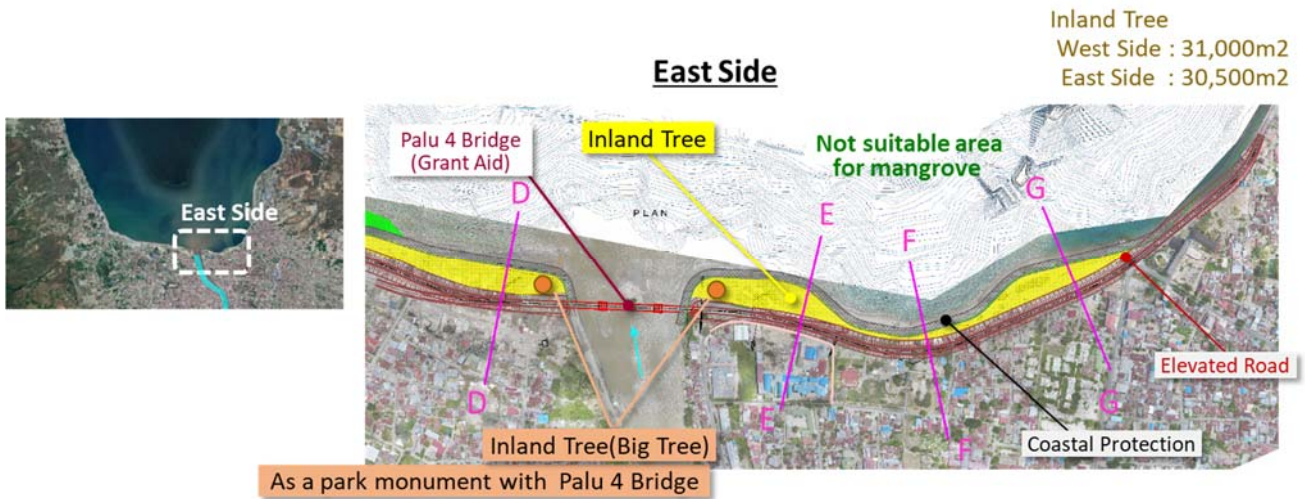 Inland Tree
West Side : 31,000m2
East Side : 30,500m2
East Side
East Side
Palu 4 Bridge
(Grant Aid)
Inland Tree
Not suitable area
for mangrove
PLAN
D
E
F
G
D
E
F
G
Elevated Road
Coastal Protection
Inland Tree(Big Tree)
As a park monument with Palu 4 Bridge